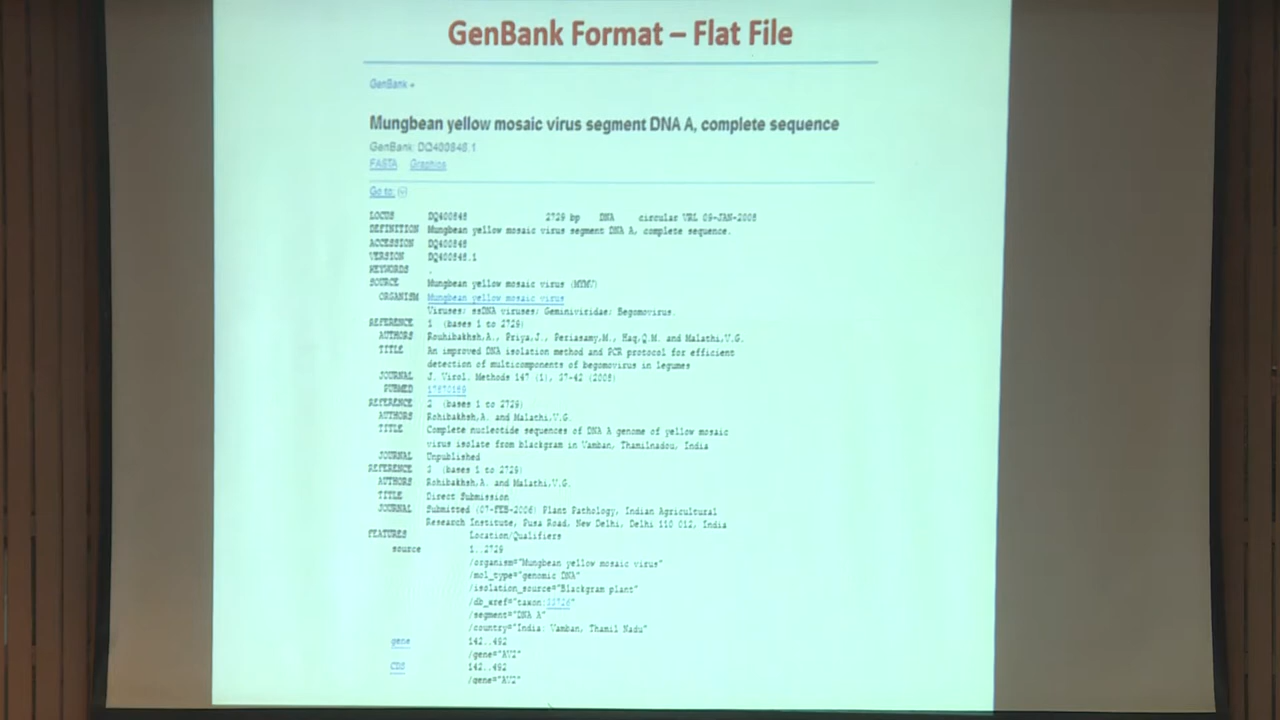 GenBank Format – Flat File
GenBank
Mungbean yellow mosaic virus segment DNA A, complete sequence
GenBank: DQ400848.1
FASTA Graphics
Go to:
LOCUS DQ400848 2729 bp DNA circular VRL 09-JAN-2008
DEFINITION Mungbean yellow mosaic virus segment DNA A, complete sequence.
ACCESSION DQ400848
VERSION DQ400848.1
KEYWORDS .
SOURCE Mungbean yellow mosaic virus (MYMV)
ORGANISM Mungbean yellow mosaic virus
Viruses; ssDNA viruses; Geminiviridae; Begomovirus.
REFERENCE 1 (bases 1 to 2729)
AUTHORS Rouhibakhsh,A., Priya,J., Periasamy,M., Haq,Q.M. and Malathi,V.G.
TITLE An improved DNA isolation method and PCR protocol for efficient
detection of multicomponents of begomovirus in legumes
JOURNAL J. Virol. Methods 147 (1), 37-42 (2008)
PUBMED
REFERENCE 2 (bases 1 to 2729)
AUTHORS Rohibakhsh,A. and Malathi,V.G.
TITLE Complete nucleotide sequences of DNA A genome of yellow mosaic
virus isolate from blackgram in Vamban, Thamilnadou, India
JOURNAL Unpublished
REFERENCE 3 (bases 1 to 2729)
AUTHORS Rohibakhsh,A. and Malathi,V.G.
TITLE Direct Submission
JOURNAL Submitted (07-FEB-2006) Plant Pathology, Indian Agricultural
Research Institute, Pusa Road, New Delhi, Delhi 110 012, India
FEATURES Location/Qualifiers
source 1..2729
/organism="Mungbean yellow mosaic virus"
/mol_type="genomic DNA"
/isolation_source="Blackgram plant"
/db_xref="taxon:33726"
/segment="DNA A"
/country="India: Vamban, Thamil Nadu"
gene 142..492
/gene="AV2"
CDS 142..492
/gene="AV2"